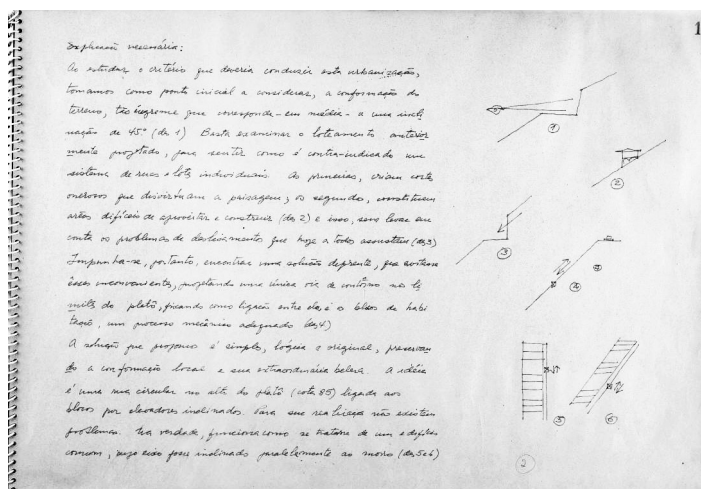 Explicação necessária:
Ao estudar o critério que deveria conduzir esta urbanização,
tomamos como ponto inicial a considerar, a conformação do
terreno, tão íngreme que corresponde - em média - a uma incli
nação de 45º (des 1) Basta examinar o loteamento anterior
mente projetado, para sentir como é contra-indicado um
sistema de ruas e lotes individuais. As primeiras, criam cortes
onerosos que a paisagem; os segundos, constituem
áreas difíceis de aproveitar e construir (des 2) e isso, sem levar em
conta os problemas de deslizamento que hoje a todos assustam (des 3)
Impunha-se, portanto, encontrar uma solução diferente, que evitasse
esses inconvenientes, projetando uma única via de contorno no li
mite do platô, ficando como ligação entre ela e o bloco de habi
tação, um processo mecânico adequado (des 4)
A solução que propomos é simples, lógica e original, preservan
do a conformação local e sua extraordinária beleza. A idéia
é uma rua circular no alto do platô (cota 85) ligada aos
blocos por elevadores inclinados. Para sua realização não existem
problemas. Na verdade, funciona como se tratasse de um edifício
comum, cujo eixo fosse inclinado paralelamente ao morro (des 5 e 6)
1
1
2
3
4
5
6
2